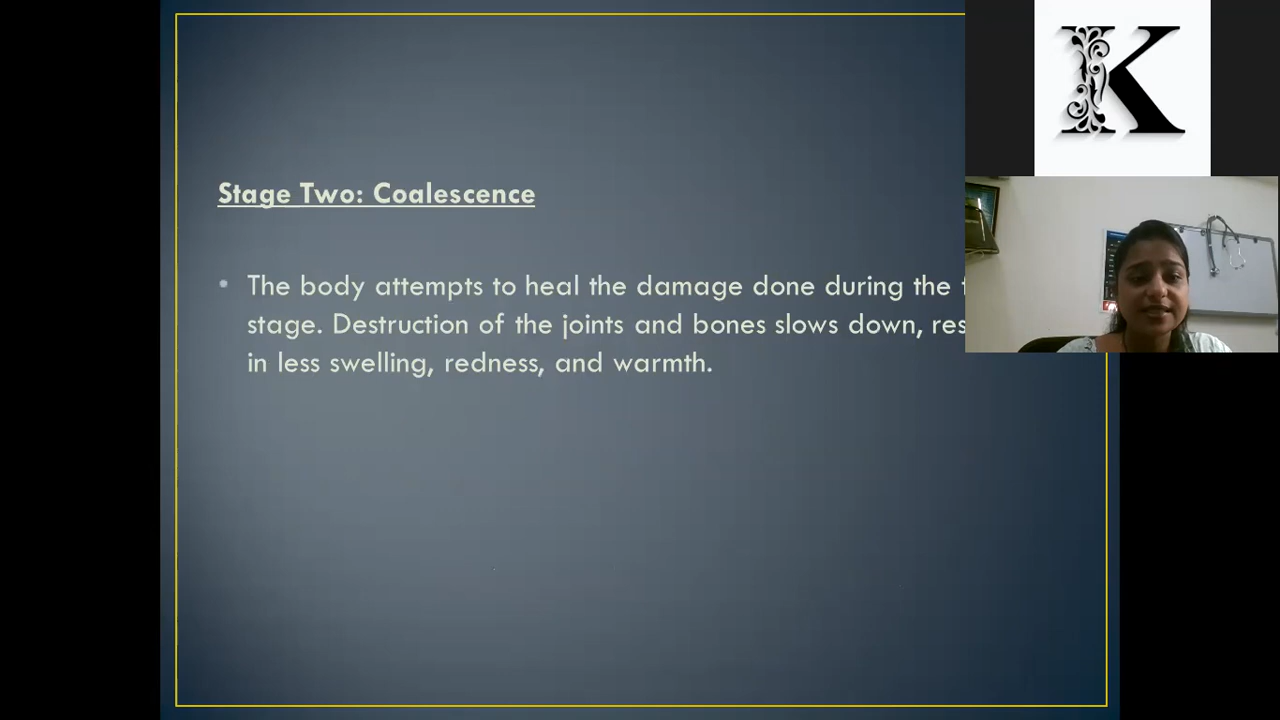 Stage Two: Coalescence
K
The body attempts to heal the damage done during the
stage. Destruction of the joints and bones slows down,
in less swelling, redness, and warmth.